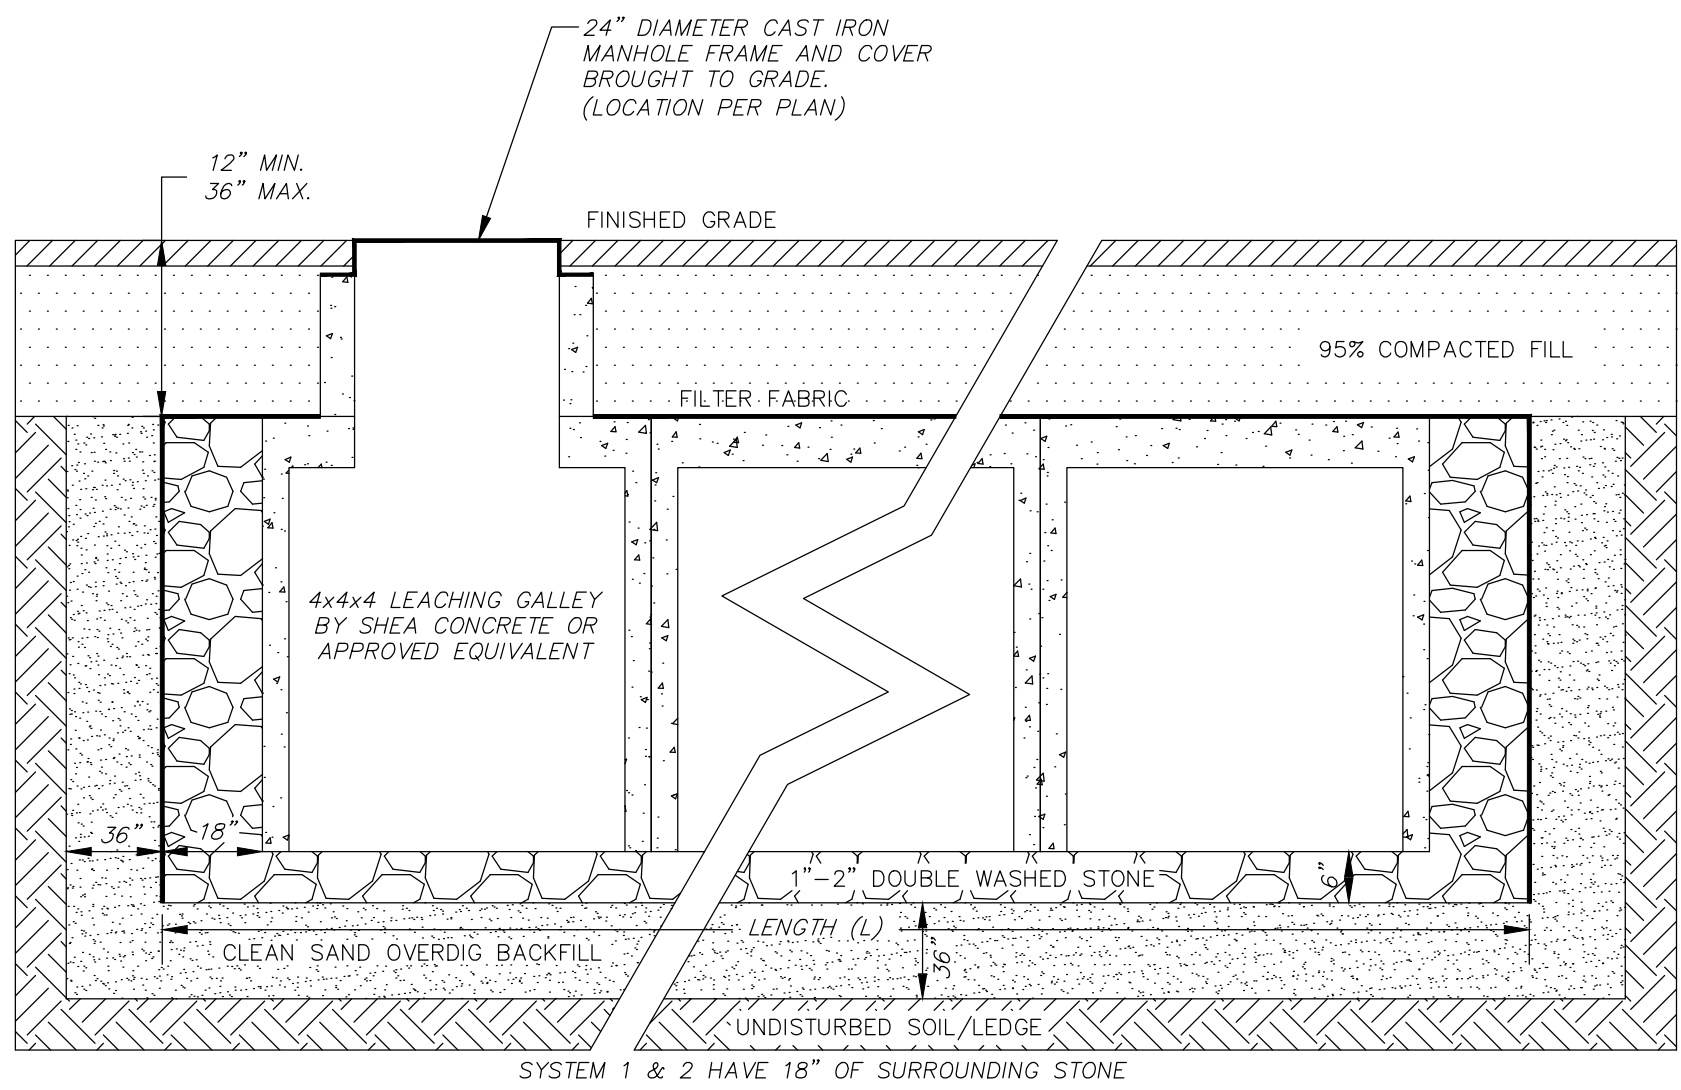 24” DIAMETER CAST IRON
MANHOLE FRAME AND COVER
BROUGHT TO GRADE.
(LOCATION PER PLAN)
12” MIN.
36” MAX.
FINISHED GRADE
95% COMPACTED FILL
FILTER FABRIC
4x4x4 LEACHING GALLEY
BY SHEA CONCRETE OR
APPROVED EQUIVALENT
36”
18”
1”-2” DOUBLE WASHED STONE
6”
LENGTH (L)
CLEAN SAND OVERDIG BACKFILL
36”
UNDISTURBED SOIL/LEDGE
SYSTEM 1 & 2 HAVE 18” OF SURROUNDING STONE